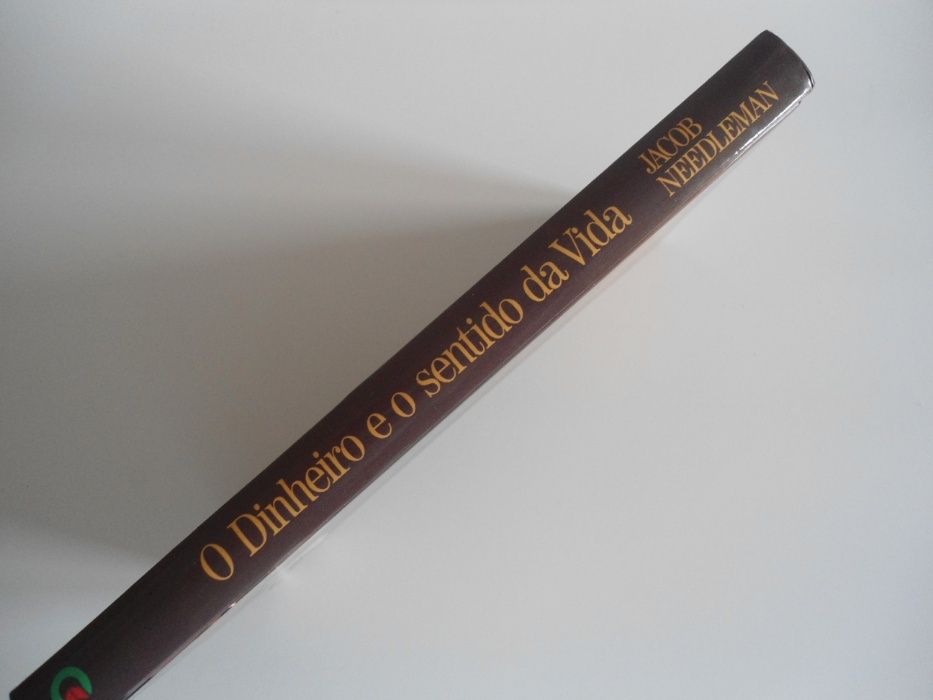 O Dinheiro e o sentido da Vida
JACOB
NEEDLEMAN